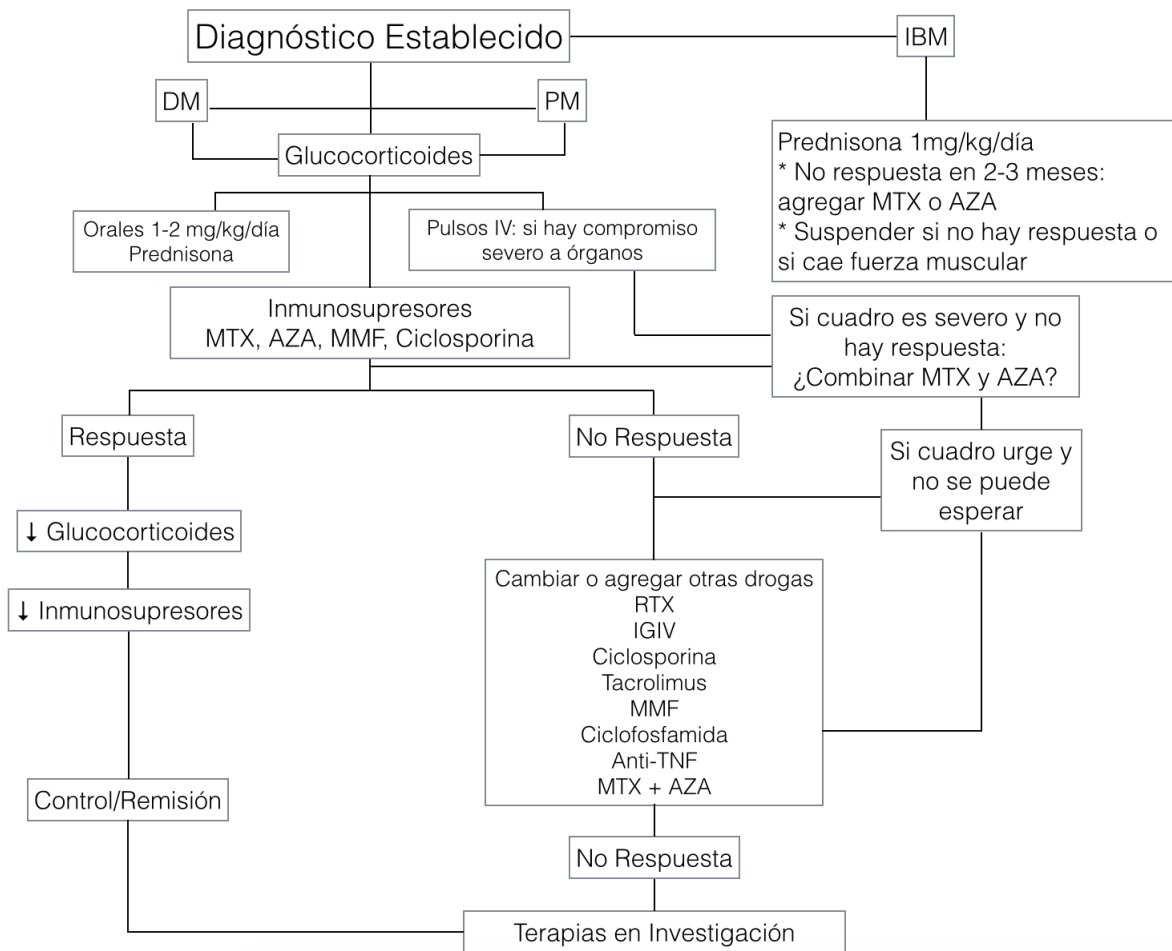 Diagnóstico Establecido
IBM
DM
PM
Glucocorticoides
Prednisona 1mg/kg/día
* No respuesta en 2-3 meses:
agregar MTX o AZA
* Suspender si no hay respuesta o
si cae fuerza muscular
Orales 1-2 mg/kg/día
Prednisona
Pulsos IV: si hay compromiso
severo a órganos
Inmunosupresores
MTX, AZA, MMF, Ciclosporina
Si cuadro es severo y no
hay respuesta:
¿Combinar MTX y AZA?
Respuesta
No Respuesta
Si cuadro urge y
no se puede
esperar
↓ Glucocorticoides
↓ Inmunosupresores
Cambiar o agregar otras drogas
RTX
IGIV
Ciclosporina
Tacrolimus
MMF
Ciclofosfamida
Anti-TNF
MTX + AZA
Control/Remisión
No Respuesta
Terapias en Investigación